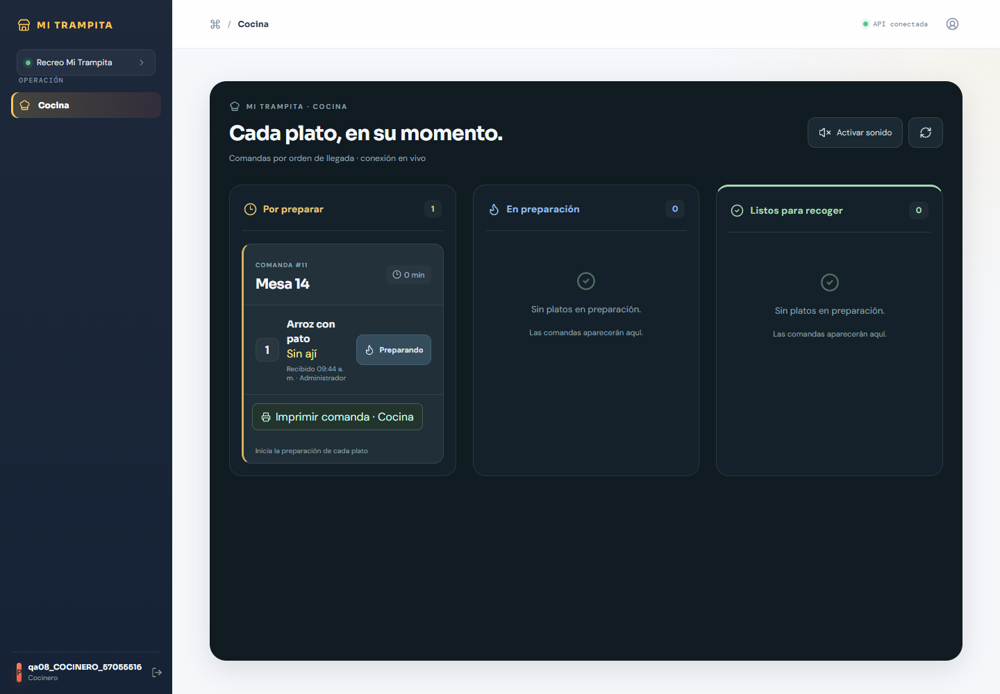 MI TRAMPITA
Recreo Mi Trampita
OPERACIÓN
Cocina
qa08_COCINERO_57055516
Cocinero
/ Cocina
API conectada
MI TRAMPITA · COCINA
Cada plato, en su momento.
Comandas por orden de llegada · conexión en vivo
Activar sonido
Por preparar 1
COMANDA #11
Mesa 14
0 min
1
Arroz con
pato
Sin ají
Recibido 09:44 a.
m. · Administrador
Preparando
Imprimir comanda · Cocina
Inicia la preparación de cada plato
En preparación 0
Sin platos en preparación.
Las comandas aparecerán aquí.
Listos para recoger 0
Sin platos en preparación.
Las comandas aparecerán aquí.